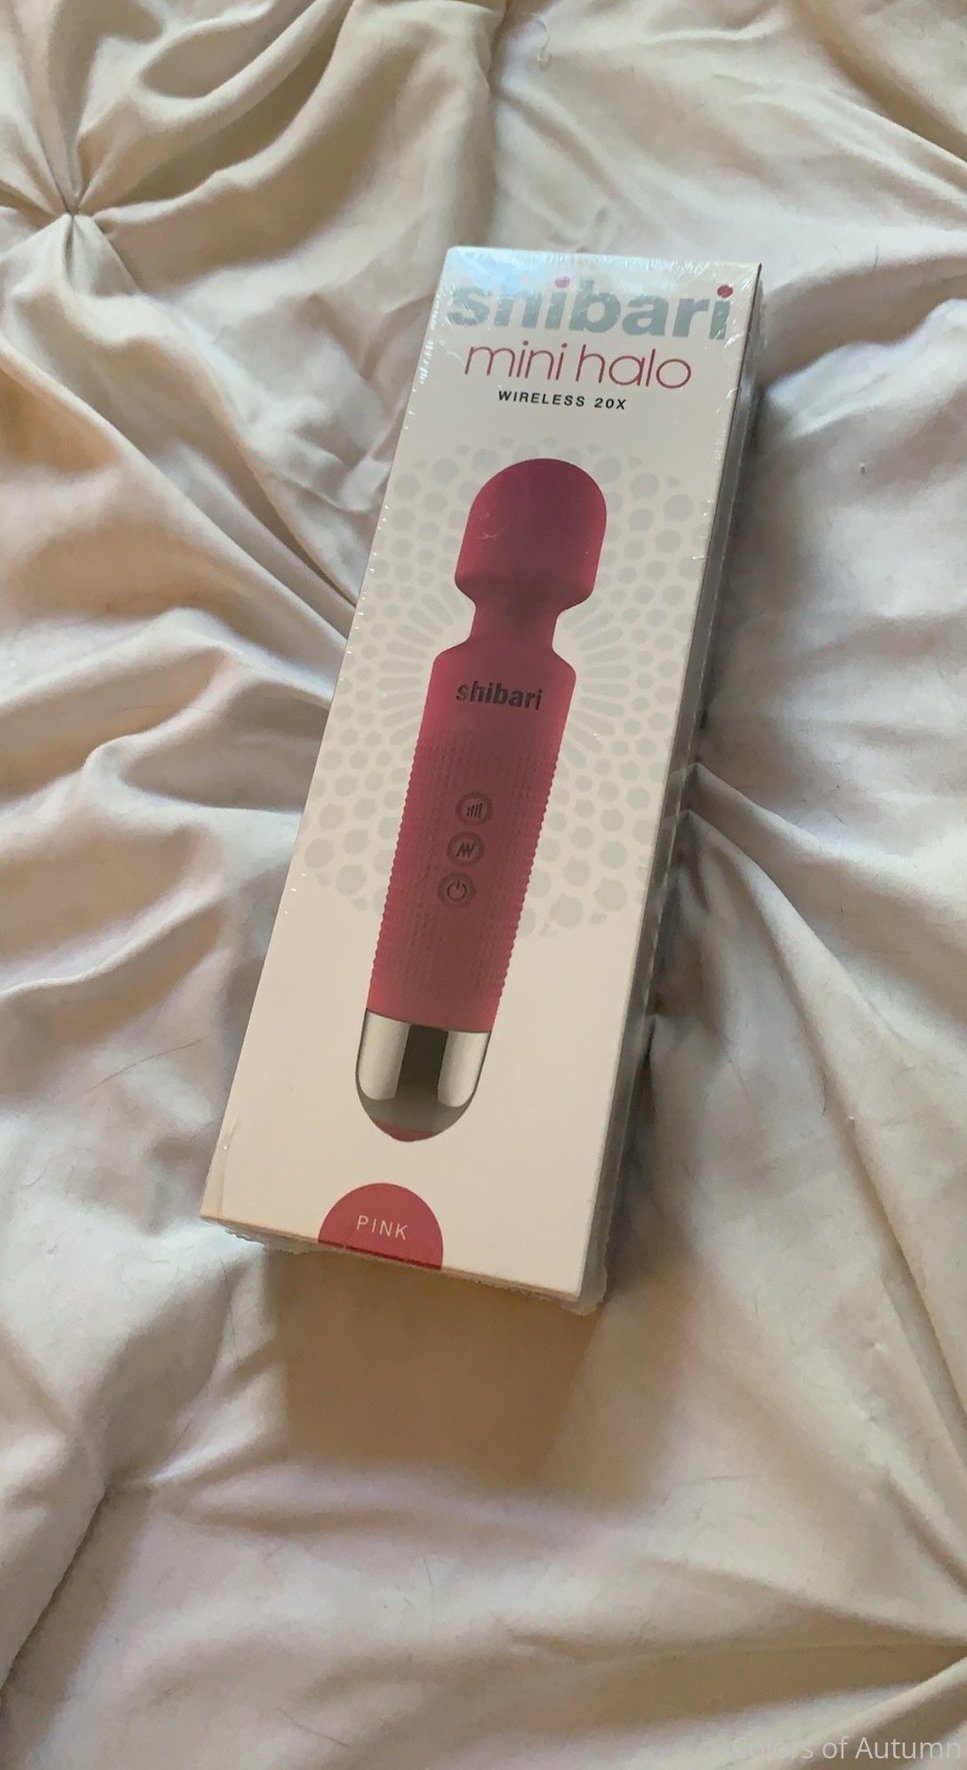 shibari
mini halo
WIRELESS 20X
shibari
PINK
Colors of Autumn